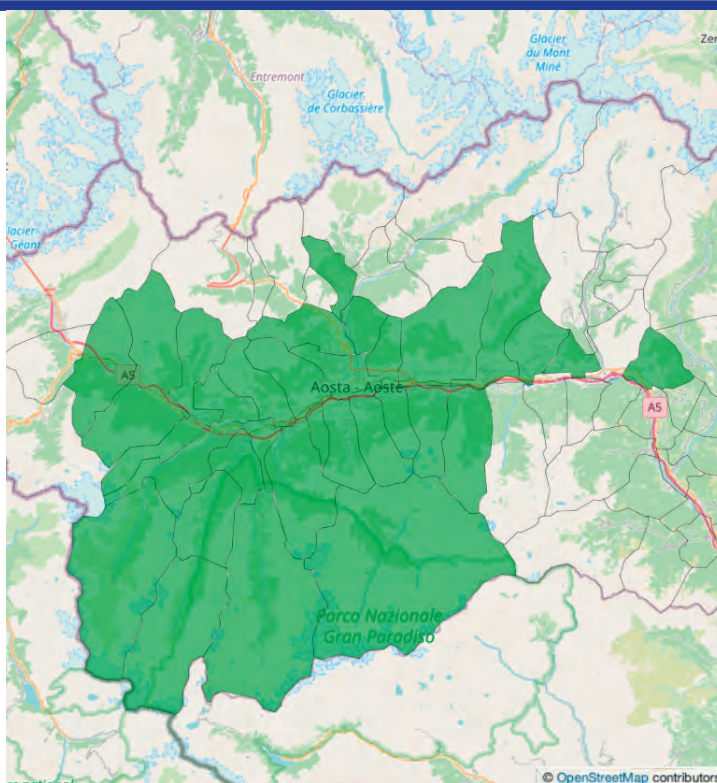 Glacier
du Mont
Miné
Zer
Entremont
Glacier
de Corbassière
lacier
Géant
A5
Aosta - Aoste
A5
Parco Nazionale
Gran Paradiso
© OpenStreetMap contributors